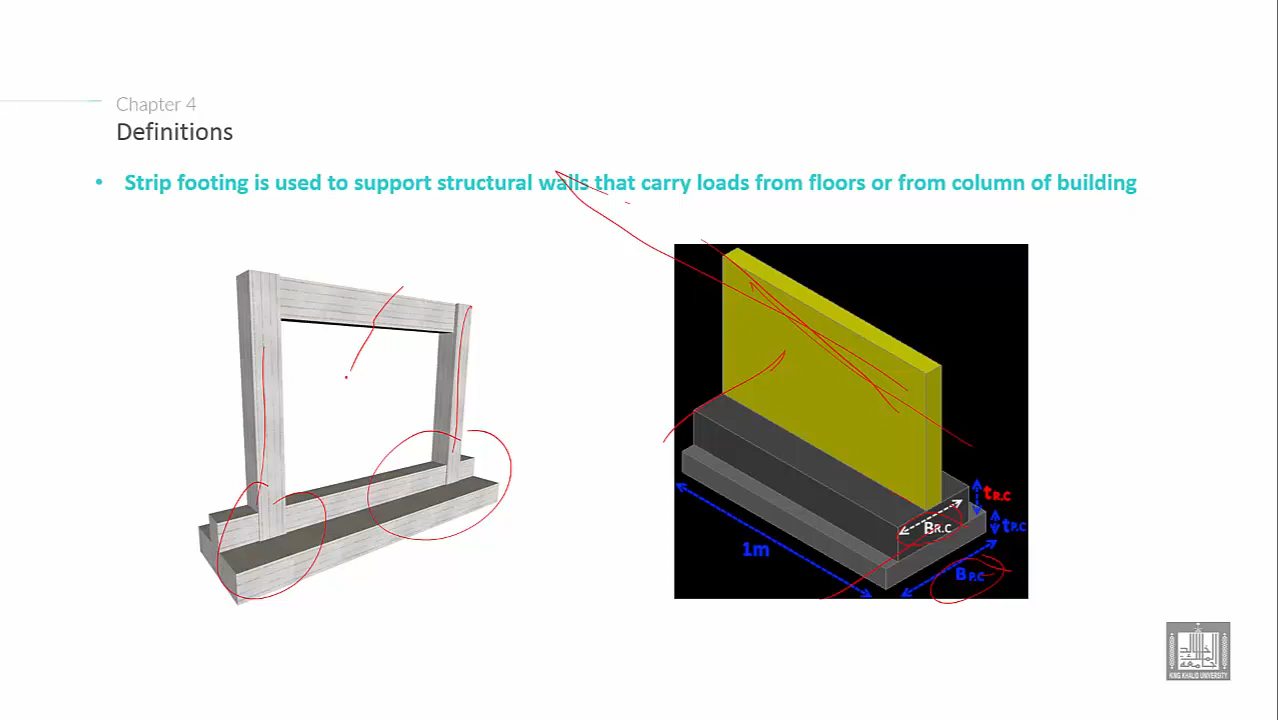 Chapter 4
Definitions
• Strip footing is used to support structural walls that carry loads from floors or from column of building
tR.C
BR.C
tP.C
1m
BP.C
KING KHALID UNIVERSITY